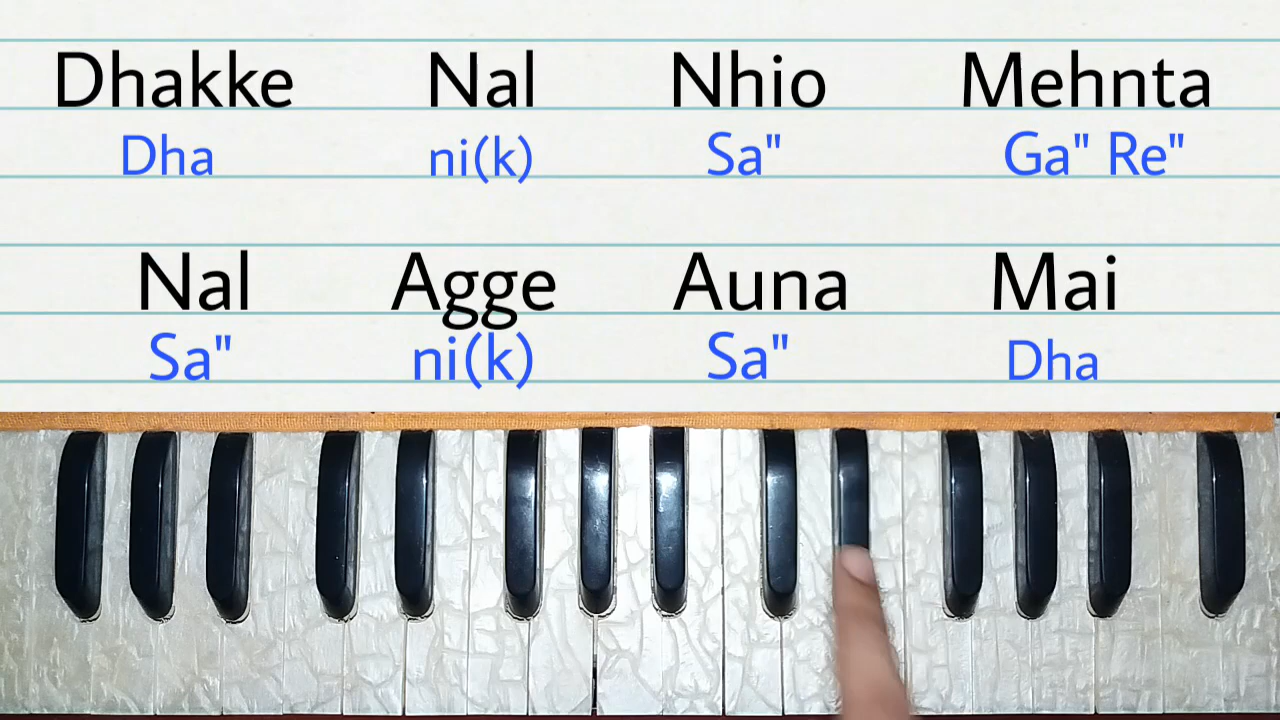 Dhakke Nal Nhio Mehnta
Dha ni(k) Sa" Ga" Re"
Nal Agge Auna Mai
Sa" ni(k) Sa" Dha